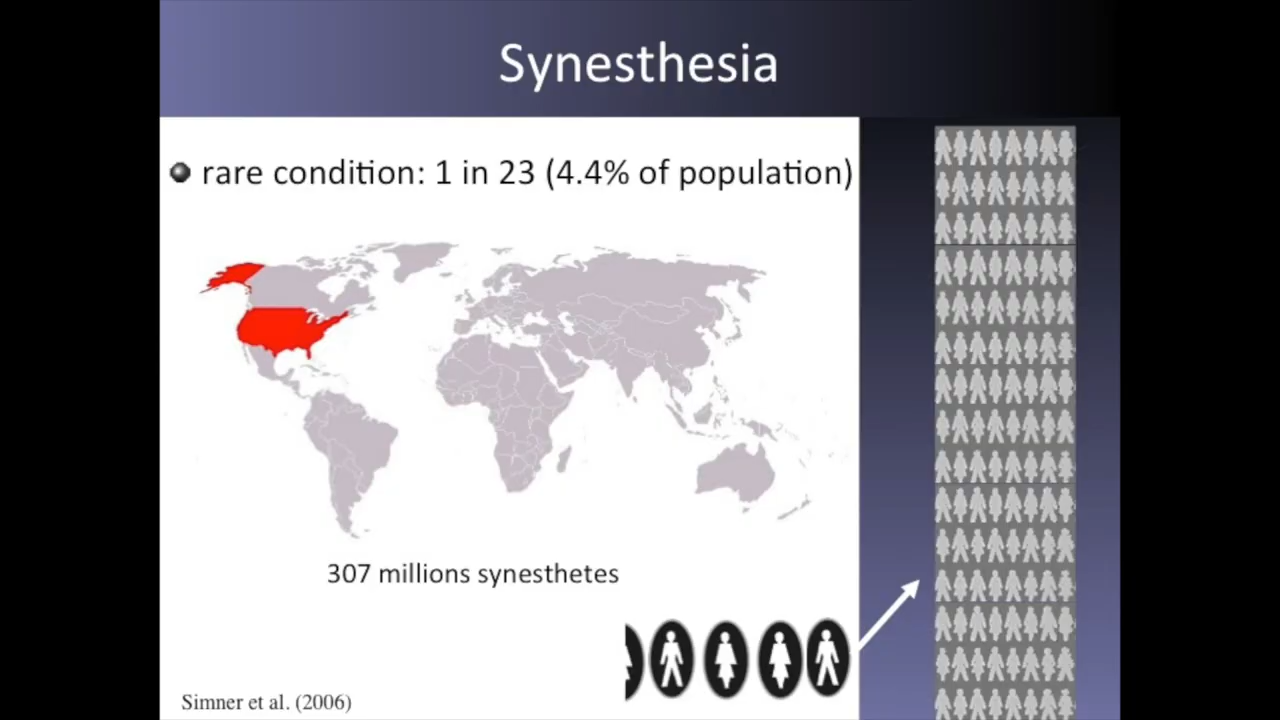 Synesthesia
rare condition: 1 in 23 (4.4% of population)
307 millions synesthetes
Simner et al. (2006)